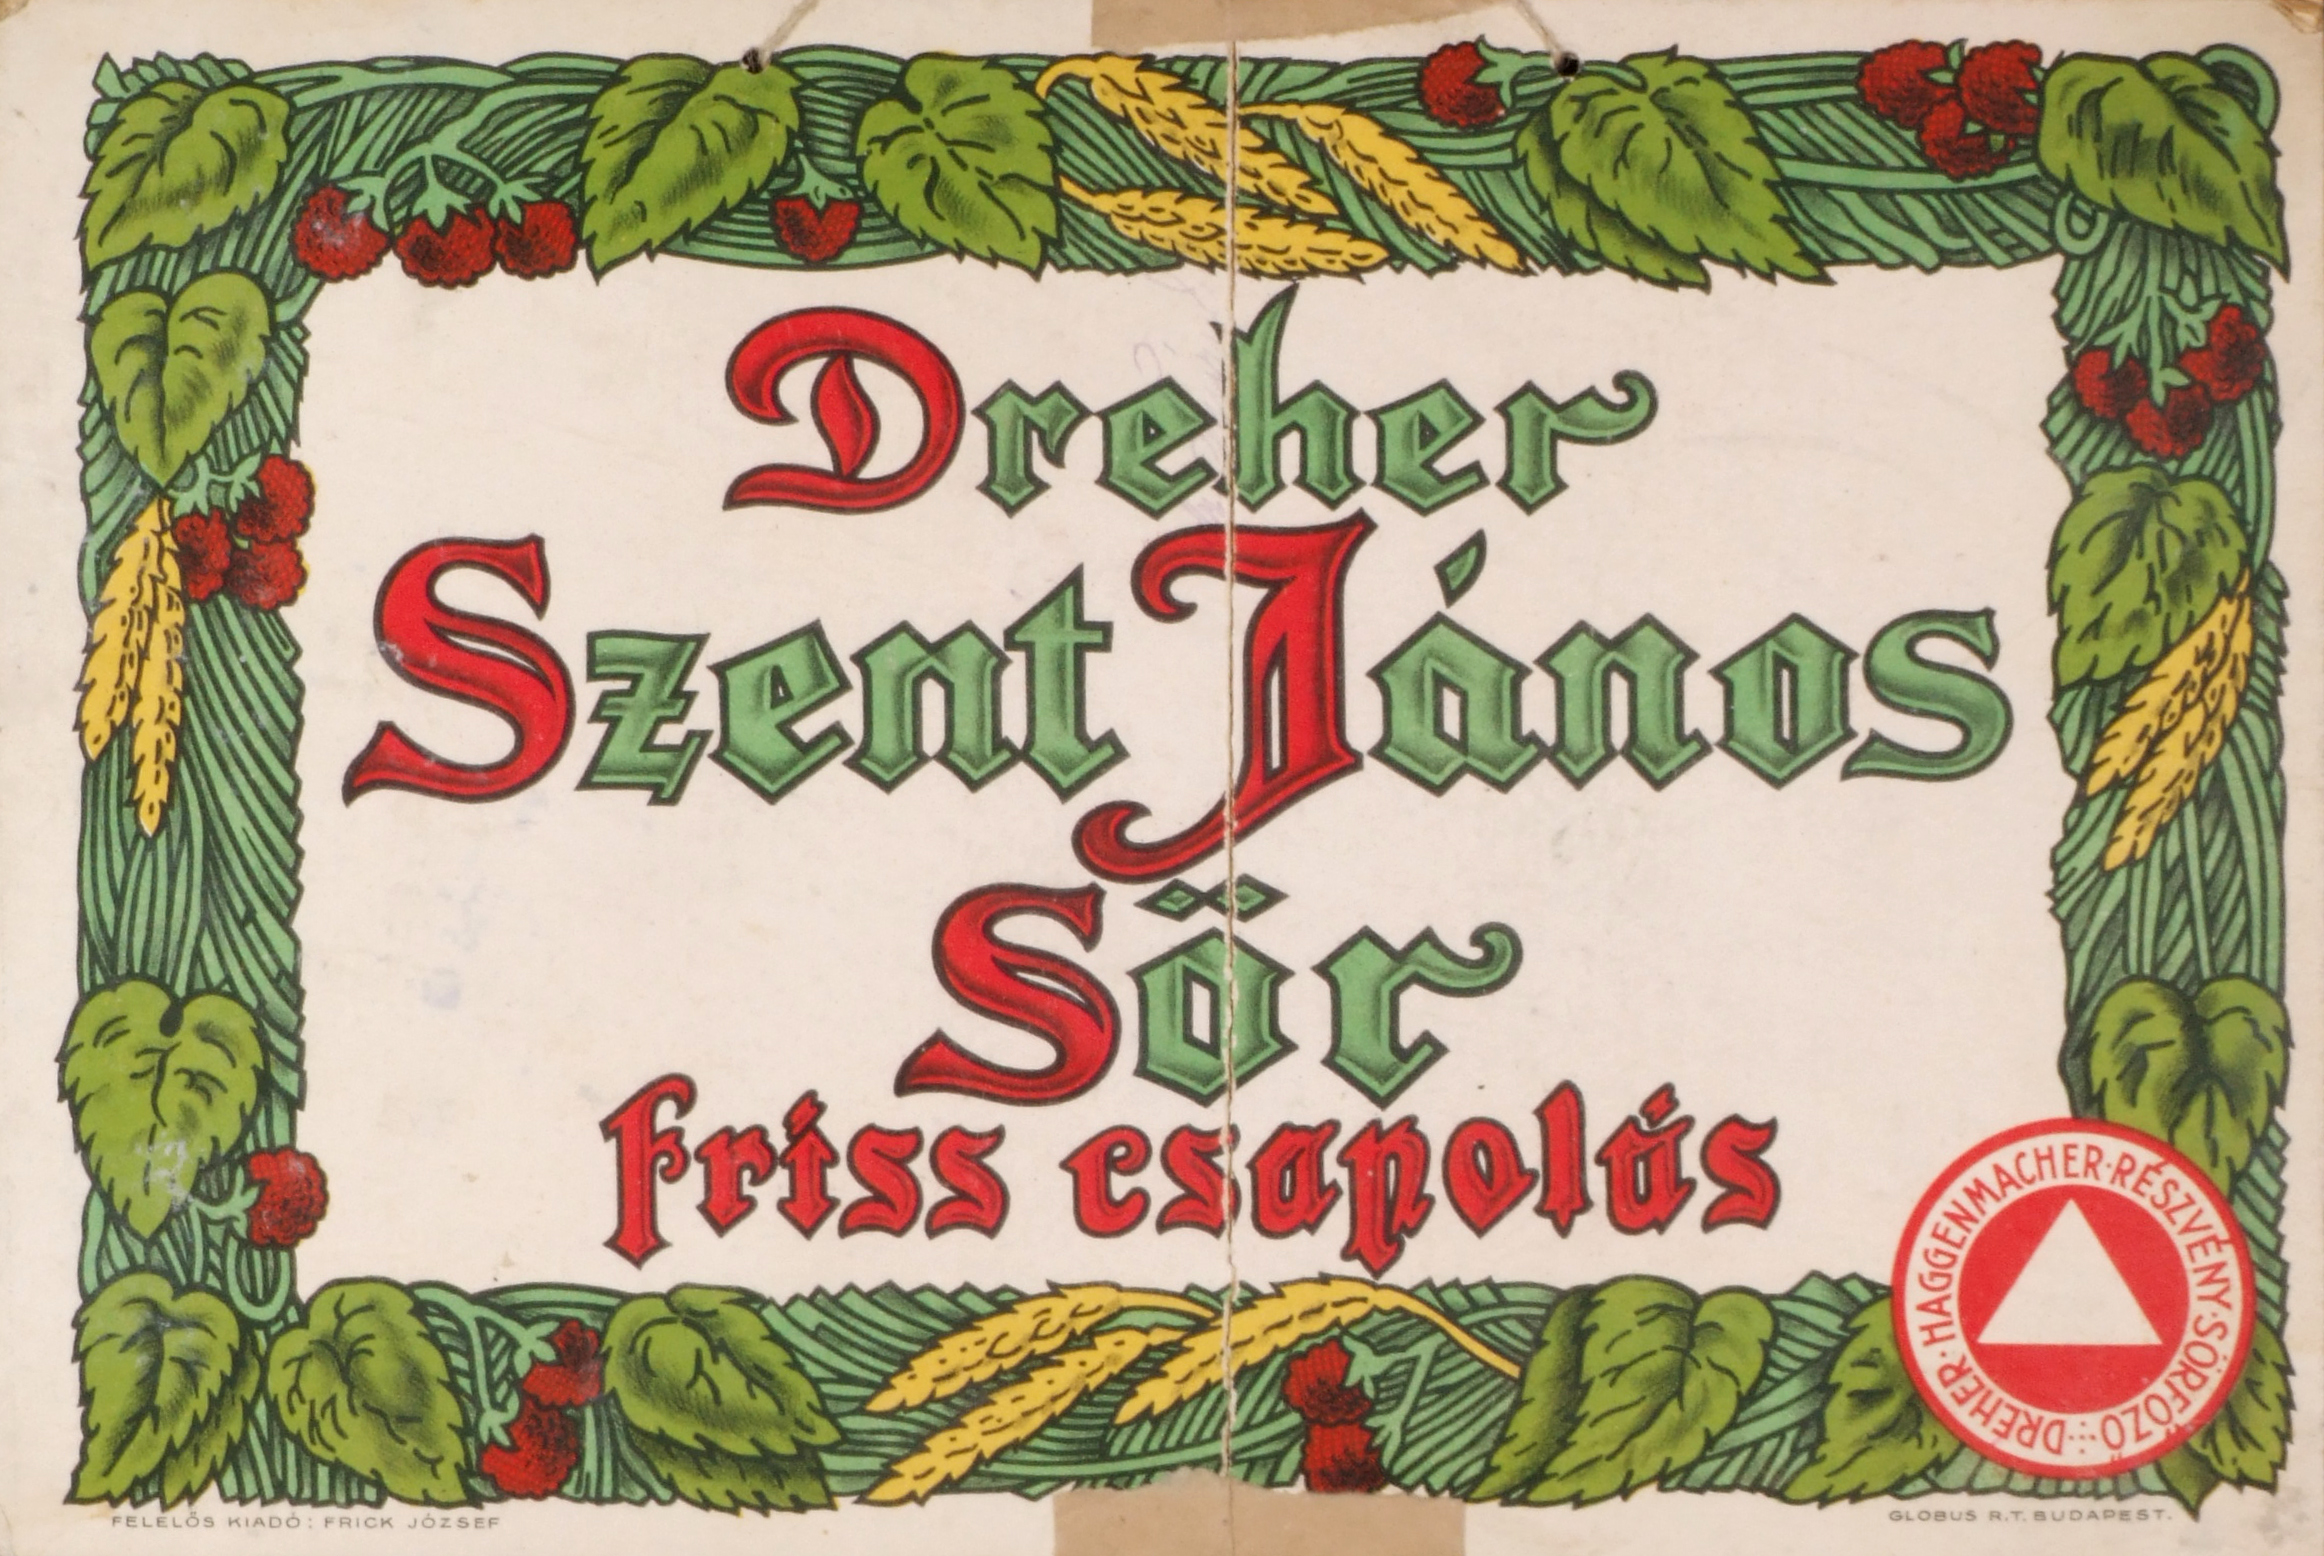 Dreher
Szent János
Sör
friss csapolás
DREHER·HAGGENMACHER·RÉSZVÉNY·SÖRFŐZŐ
FELELŐS KIADÓ: FRICK JÓZSEF
GLOBUS R.T. BUDAPEST.